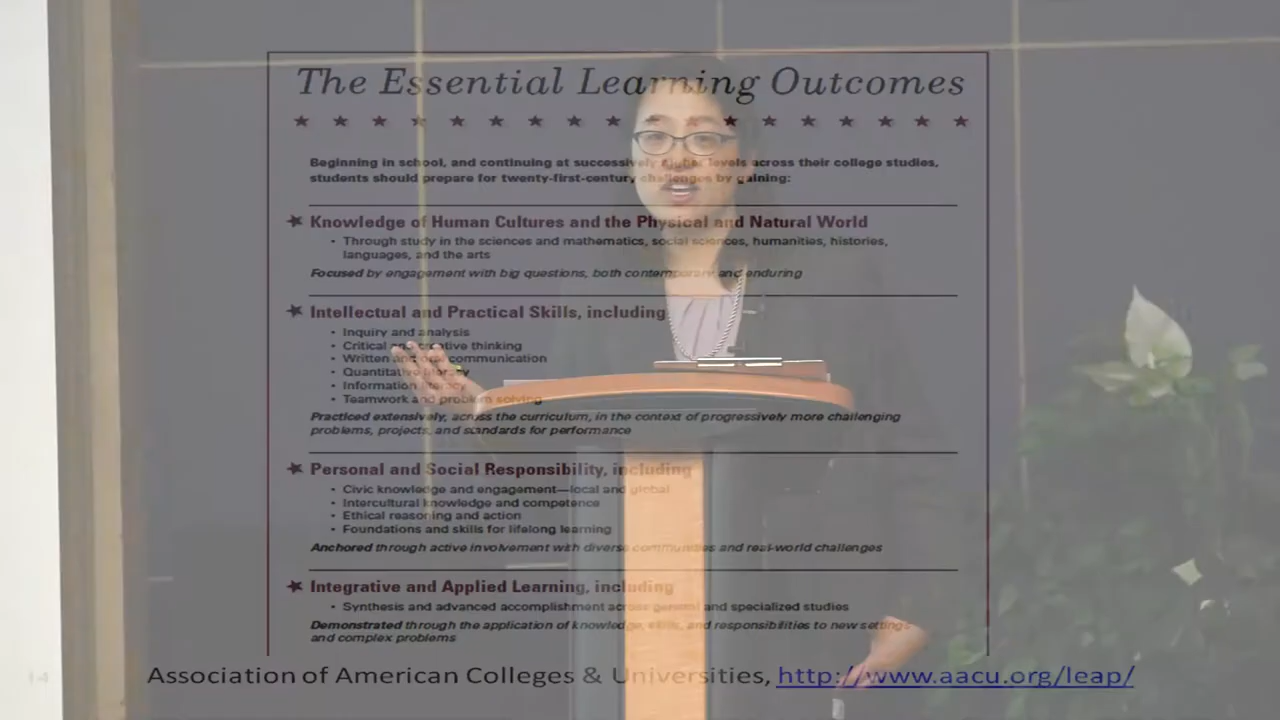 The Essential Learning Outcomes
Beginning in school, and continuing at successively higher levels across their college studies,
students should prepare for twenty-first-century challenges by gaining:
Knowledge of Human Cultures and the Physical and Natural World
• Through study in the sciences and mathematics, social sciences, humanities, histories,
languages, and the arts
Focused by engagement with big questions, both contemporary and enduring
Intellectual and Practical Skills, including
• Inquiry and analysis
• Critical and creative thinking
• Written and oral communication
• Quantitative literacy
• Information literacy
• Teamwork and problem solving
Practiced extensively, across the curriculum, in the context of progressively more challenging
problems, projects, and standards for performance
Personal and Social Responsibility, including
• Civic knowledge and engagement—local and global
• Intercultural knowledge and competence
• Ethical reasoning and action
• Foundations and skills for lifelong learning
Anchored through active involvement with diverse communities and real-world challenges
Integrative and Applied Learning, including
• Synthesis and advanced accomplishment across general and specialized studies
Demonstrated through the application of knowledge, skills, and responsibilities to new settings
and complex problems
14
Association of American Colleges & Universities, http://www.aacu.org/leap/